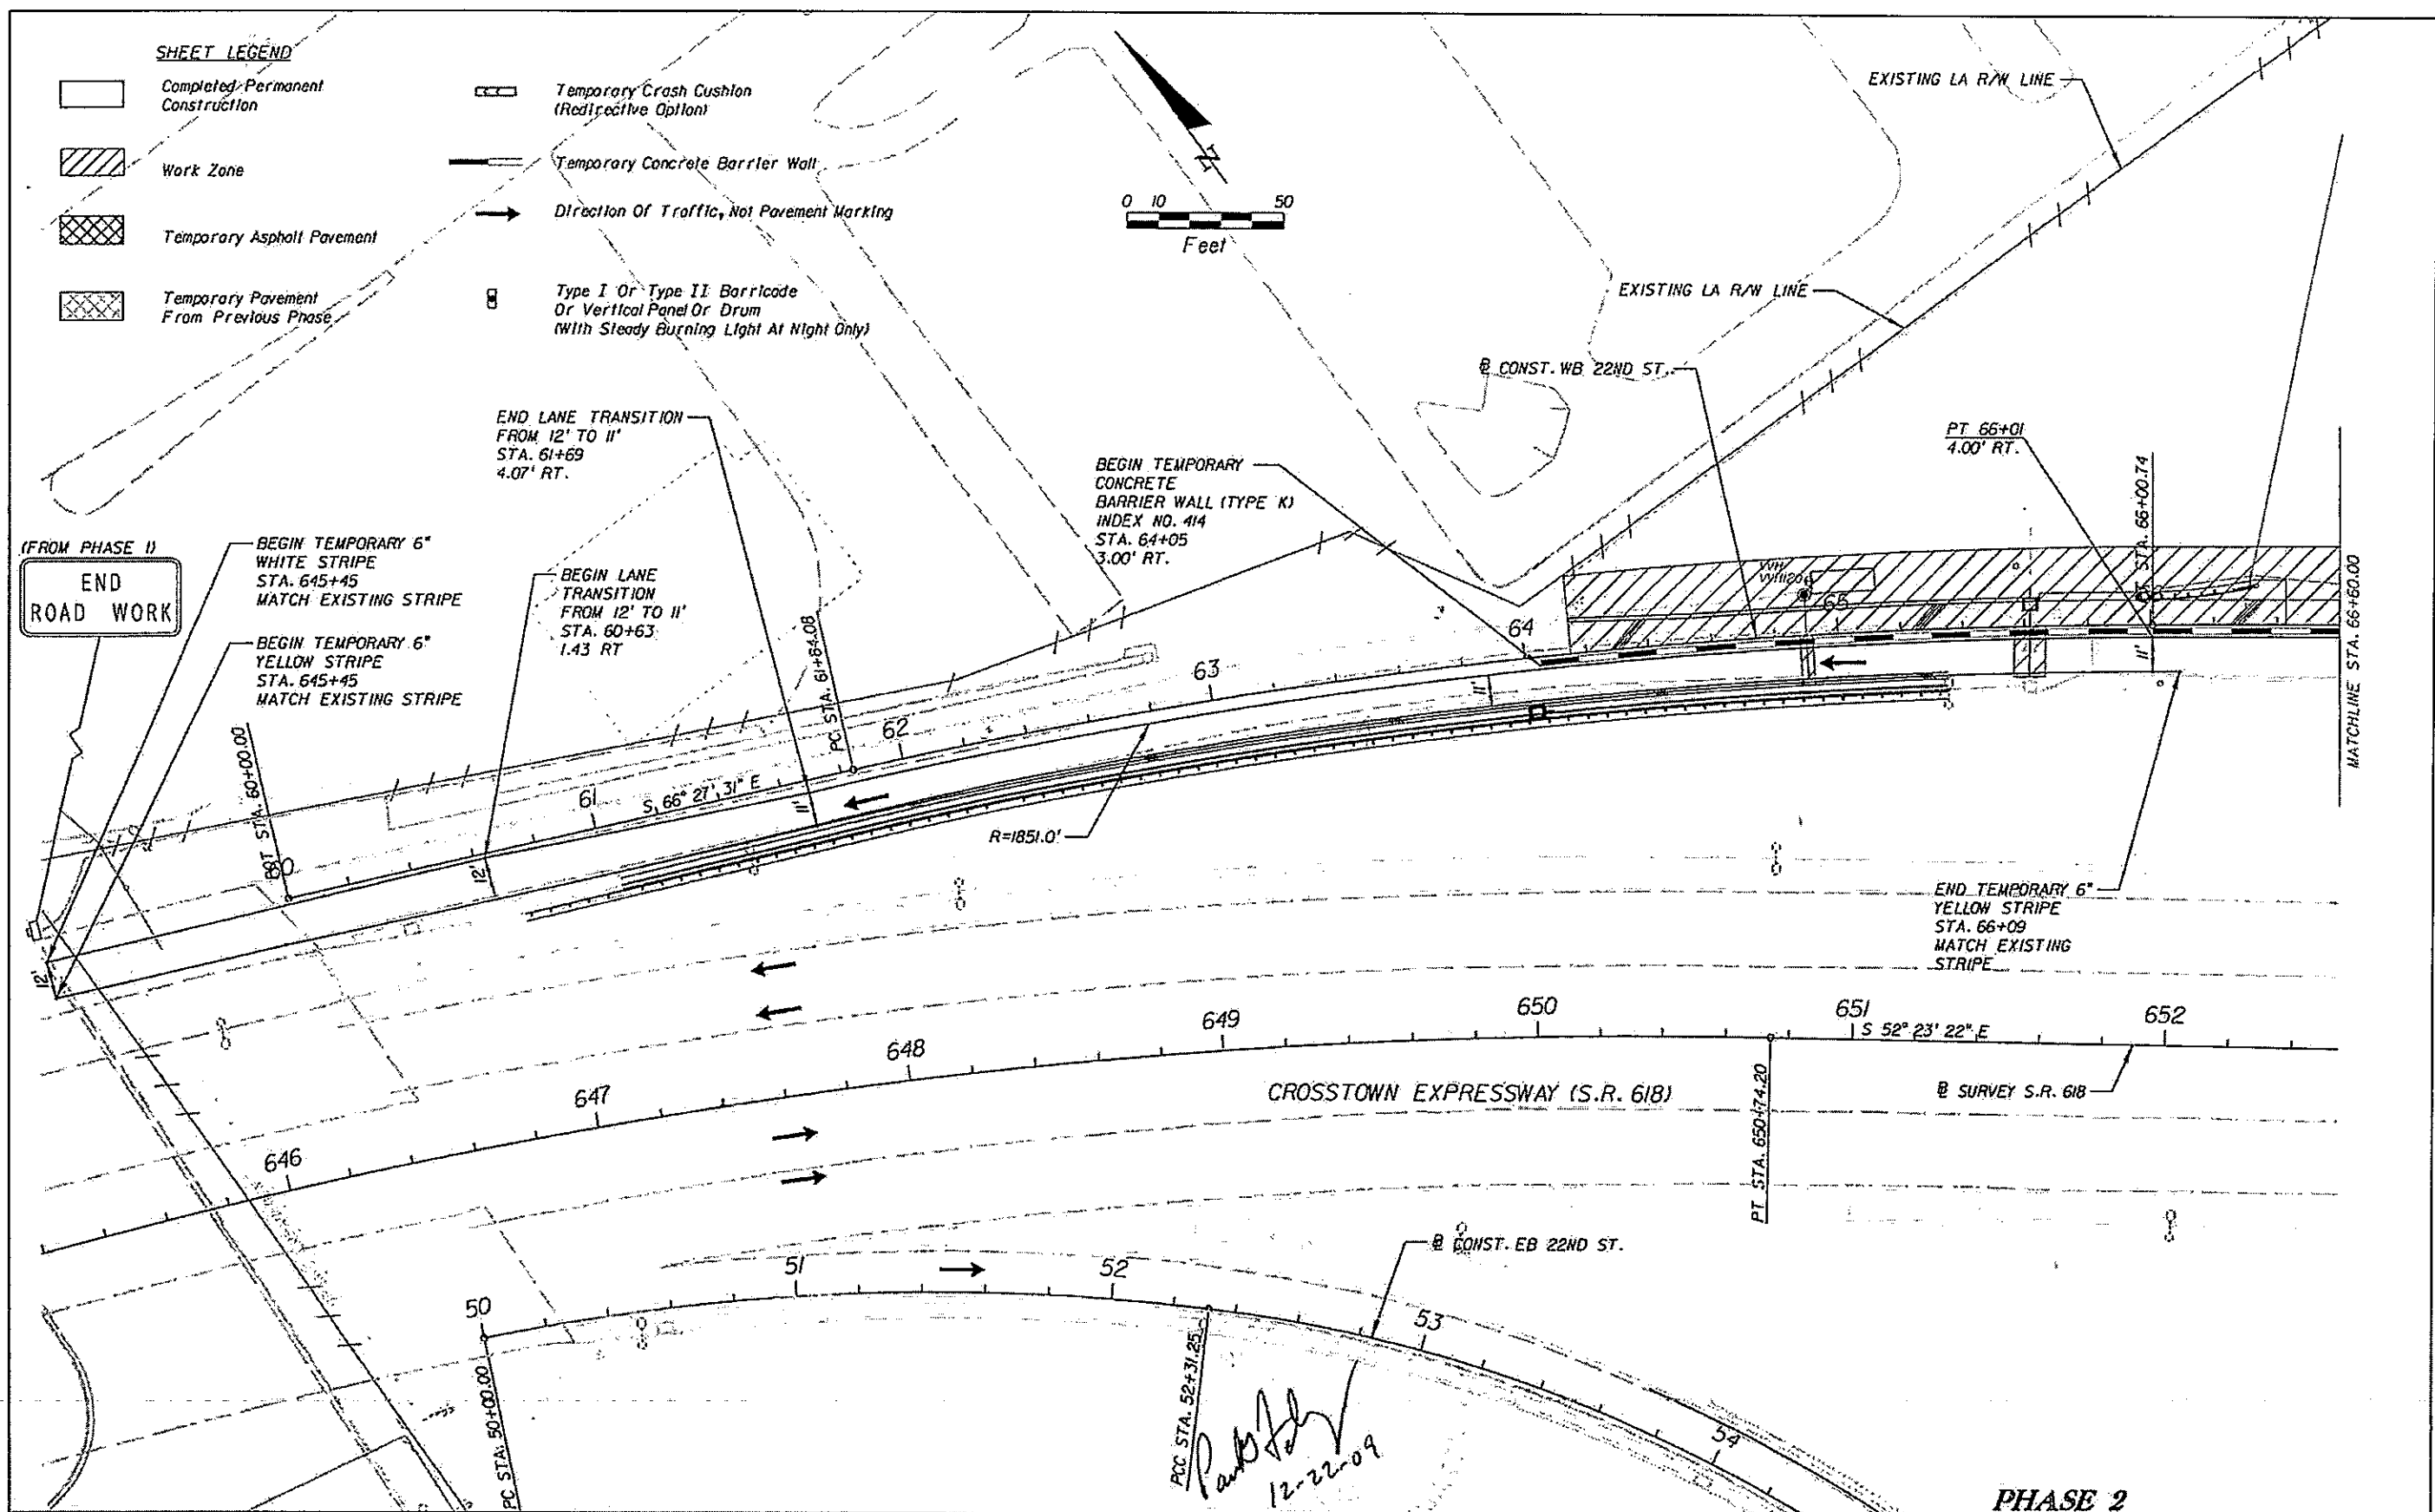 SHEET LEGEND
Completed Permanent
Construction
Work Zone
Temporary Asphalt Pavement
Temporary Pavement
From Previous Phase
Temporary Crash Cushion
(Redirective Option)
Temporary Concrete Barrier Wall
Direction Of Traffic, Not Pavement Marking
Type I Or Type II Barricade
Or Vertical Panel Or Drum
(With Steady Burning Light At Night Only)
N
0 10 50
Feet
EXISTING LA R/W LINE
EXISTING LA R/W LINE
B CONST. WB 22ND ST.
PT 66+01
4.00' RT.
PT STA. 66+00.74
MATCHLINE STA. 66+60.00
END LANE TRANSITION
FROM 12' TO 11'
STA. 61+69
4.07' RT.
BEGIN TEMPORARY
CONCRETE
BARRIER WALL (TYPE K)
INDEX NO. 414
STA. 64+05
3.00' RT.
(FROM PHASE I)
END
ROAD WORK
BEGIN TEMPORARY 6"
WHITE STRIPE
STA. 645+45
MATCH EXISTING STRIPE
BEGIN TEMPORARY 6"
YELLOW STRIPE
STA. 645+45
MATCH EXISTING STRIPE
BEGIN LANE
TRANSITION
FROM 12' TO 11'
STA. 60+63
1.43 RT
POT STA. 60+00.00
PC STA. 61+64.08
60
61
S 66° 27' 31" E
62
63
64
65
66
12'
12'
11'
11'
11'
R=1851.0'
END TEMPORARY 6"
YELLOW STRIPE
STA. 66+09
MATCH EXISTING
STRIPE
646
647
648
649
650
651
S 52° 23' 22" E
652
CROSSTOWN EXPRESSWAY (S.R. 618)
PT STA. 650+74.20
B SURVEY S.R. 618
B CONST. EB 22ND ST.
50
51
52
53
54
PC STA. 50+00.00
PCC STA. 52+31.25
12-22-09
PHASE 2